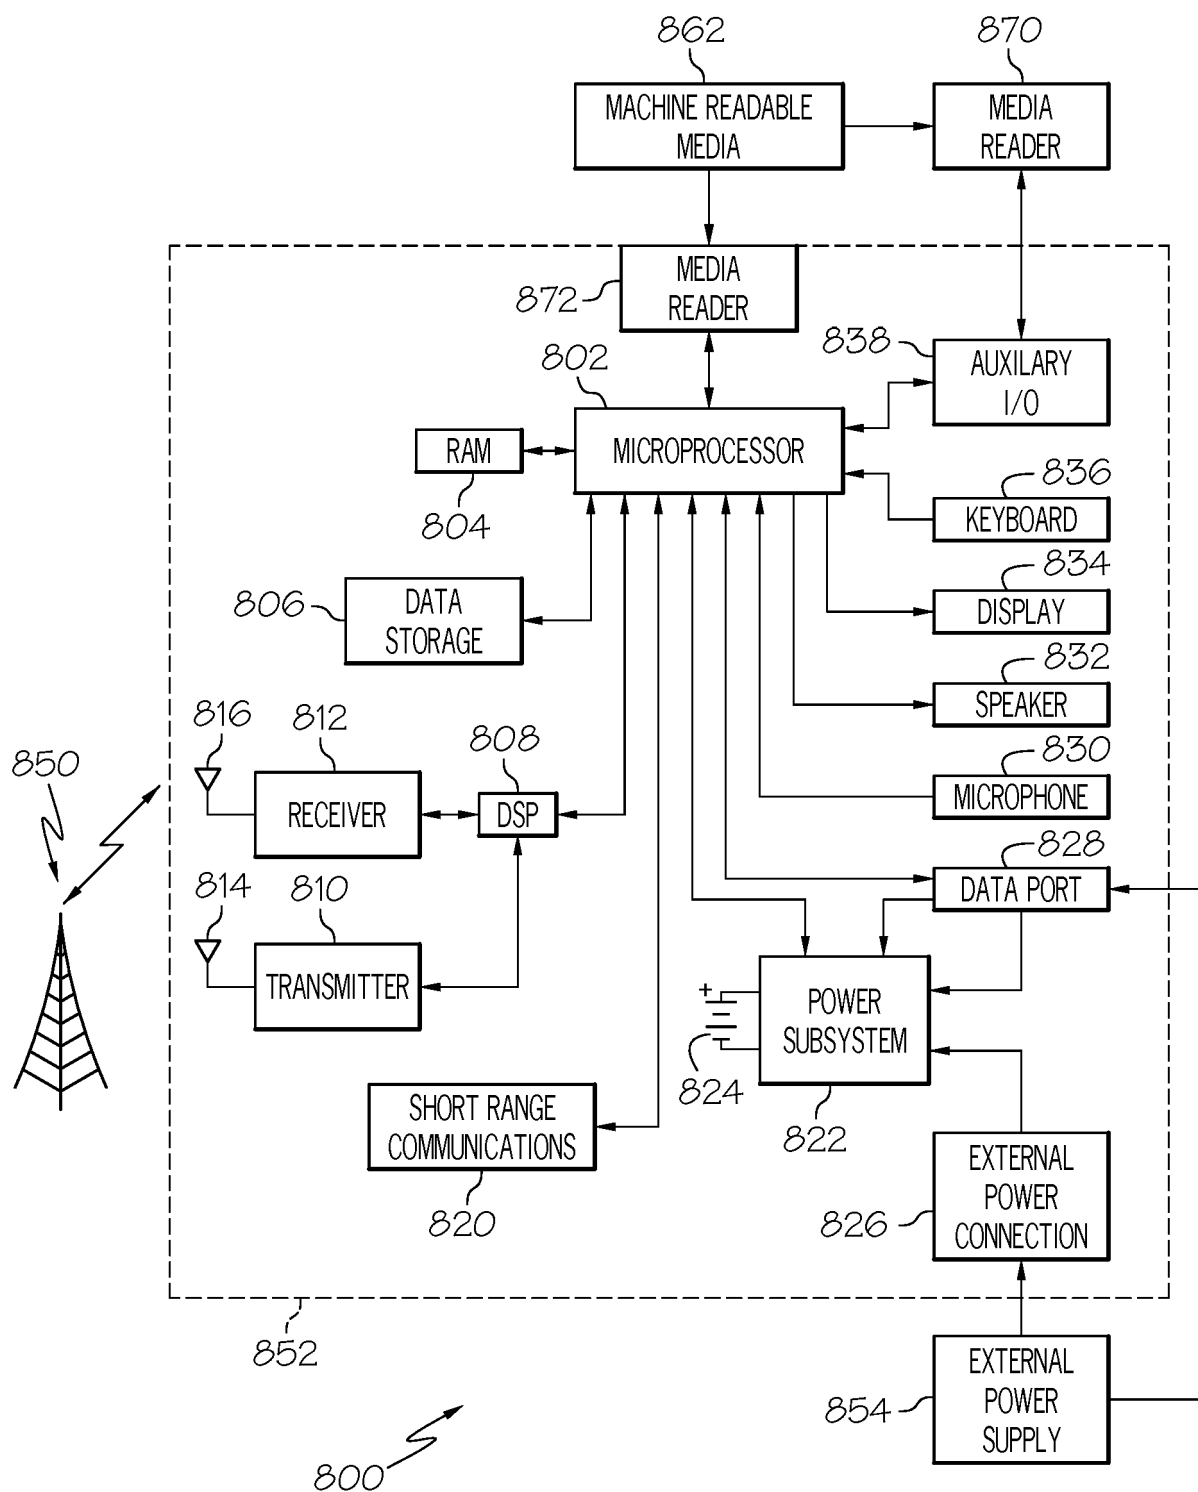 862
870
MACHINE READABLE
MEDIA
MEDIA
READER
MEDIA
READER
872
802
838
AUXILARY
I/O
RAM
804
MICROPROCESSOR
836
KEYBOARD
806
DATA
STORAGE
834
DISPLAY
832
SPEAKER
816
812
808
850
RECEIVER
DSP
830
MICROPHONE
828
DATA PORT
814
810
TRANSMITTER
+
POWER
SUBSYSTEM
824
822
SHORT RANGE
COMMUNICATIONS
820
EXTERNAL
POWER
CONNECTION
826
852
EXTERNAL
POWER
SUPPLY
854
800